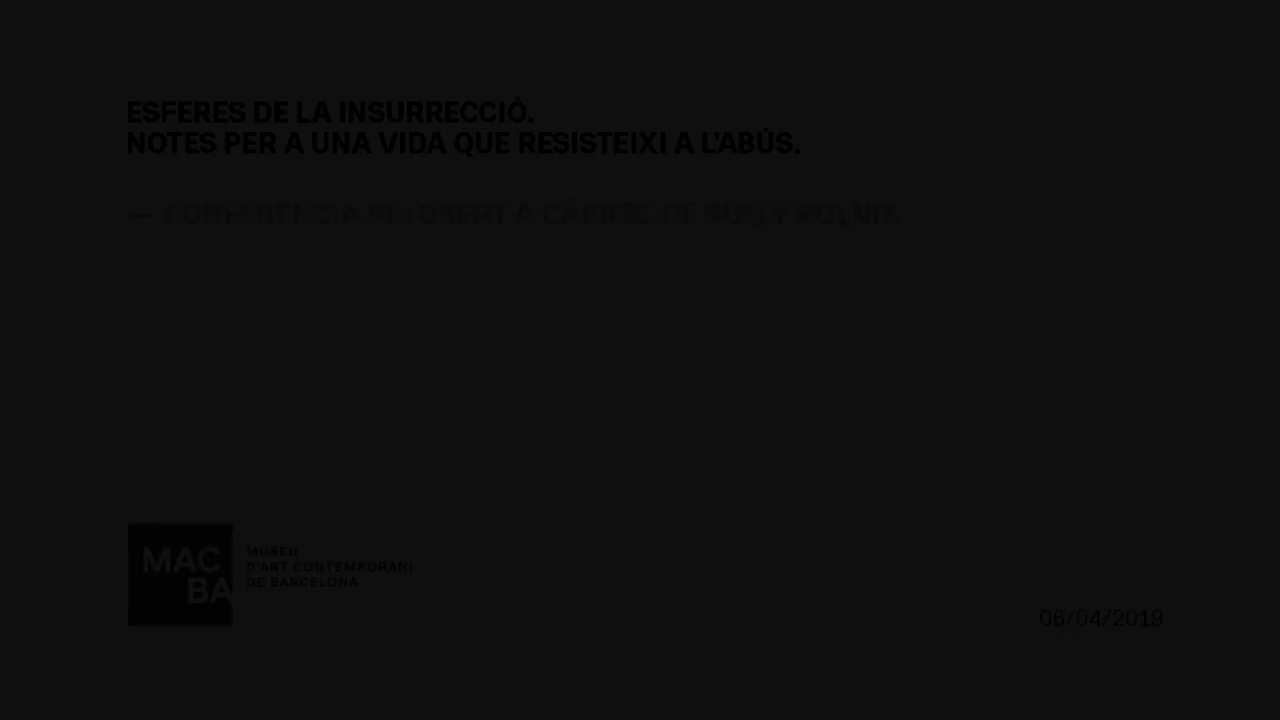 ESFERES DE LA INSURRECCIÓ.
NOTES PER A UNA VIDA QUE RESISTEIXI A L'ABÚS.
— CONFERÈNCIA A CÀRREC DE SUELY ROLNIK
MAC
BA
MUSEU
D'ART CONTEMPORANI
DE BARCELONA
06/04/2019